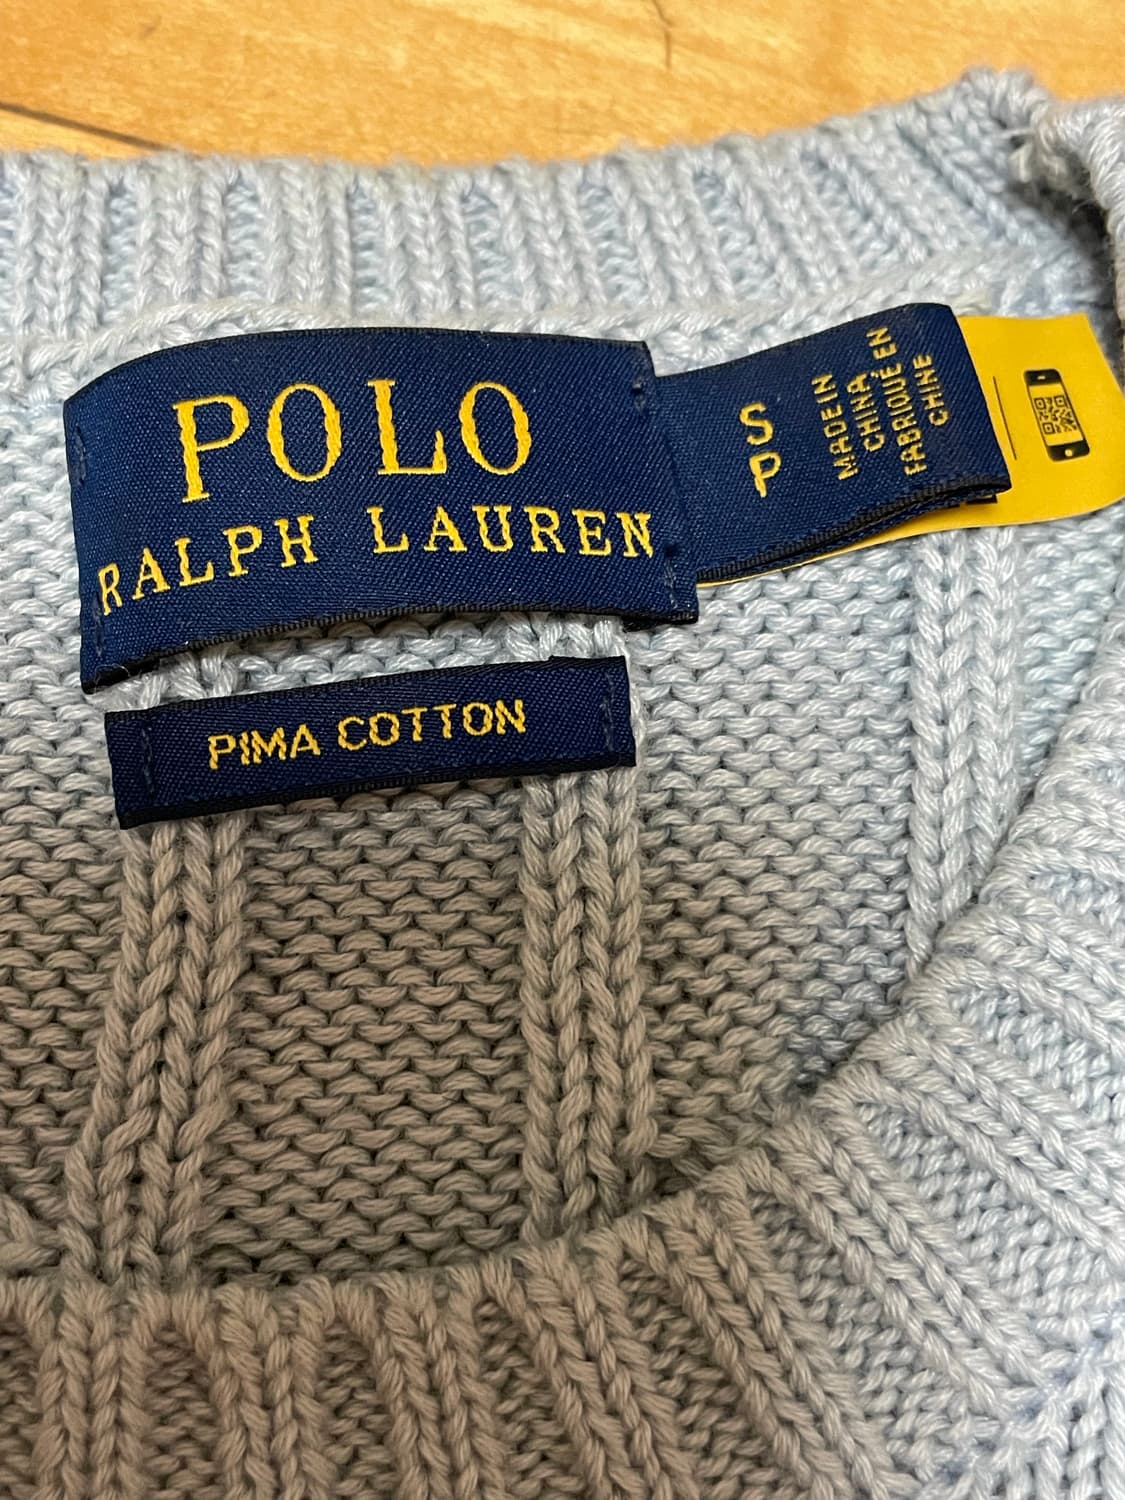 POLO
RALPH LAUREN
PIMA COTTON
S
P
MADE IN
CHINA
FABRIQUÉ EN
CHINE